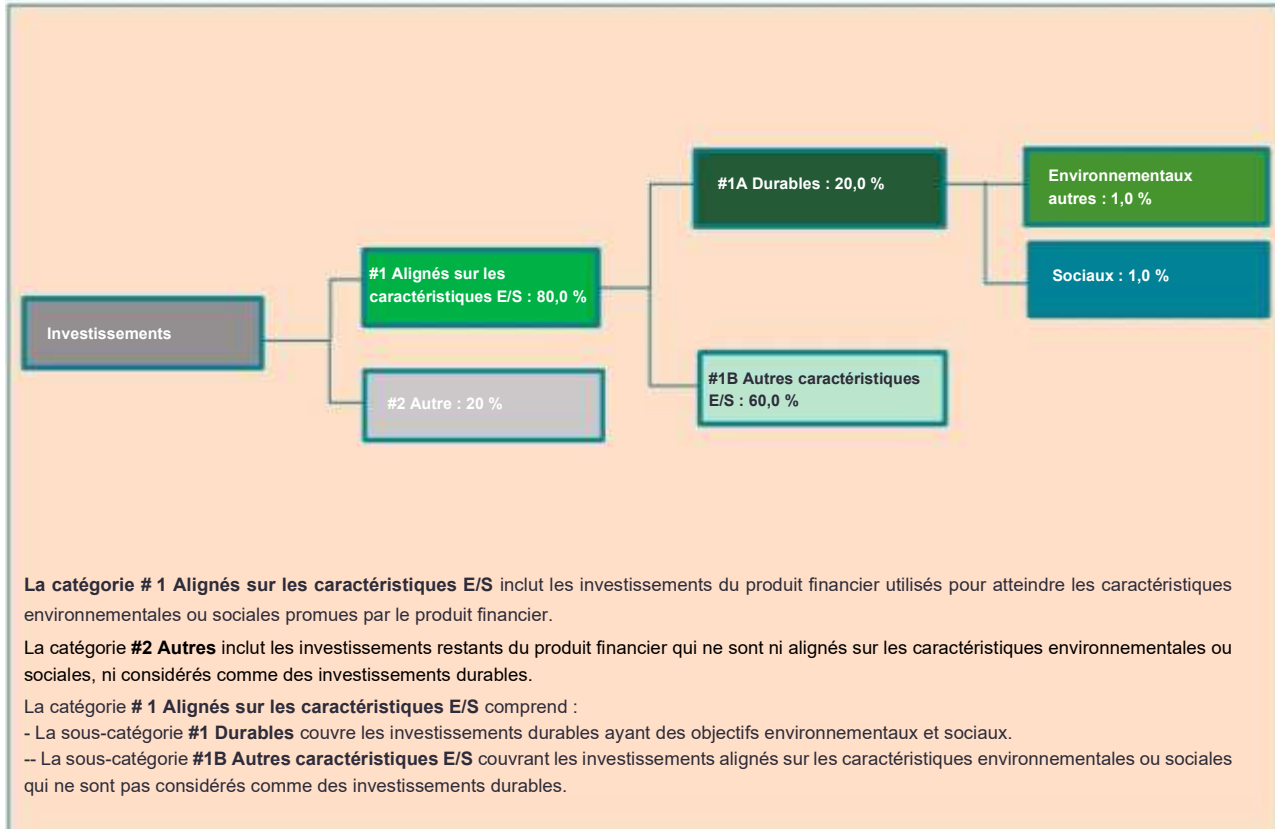 #1A Durables : 20,0 %
Environnementaux
autres : 1,0 %
#1 Alignés sur les
caractéristiques E/S : 80,0 %
Sociaux : 1,0 %
Investissements
#2 Autre : 20 %
#1B Autres caractéristiques
E/S : 60,0 %
La catégorie # 1 Alignés sur les caractéristiques E/S inclut les investissements du produit financier utilisés pour atteindre les caractéristiques
environnementales ou sociales promues par le produit financier.
La catégorie #2 Autres inclut les investissements restants du produit financier qui ne sont ni alignés sur les caractéristiques environnementales ou
sociales, ni considérés comme des investissements durables.
La catégorie # 1 Alignés sur les caractéristiques E/S comprend :
- La sous-catégorie #1 Durables couvre les investissements durables ayant des objectifs environnementaux et sociaux.
-- La sous-catégorie #1B Autres caractéristiques E/S couvrant les investissements alignés sur les caractéristiques environnementales ou sociales
qui ne sont pas considérés comme des investissements durables.